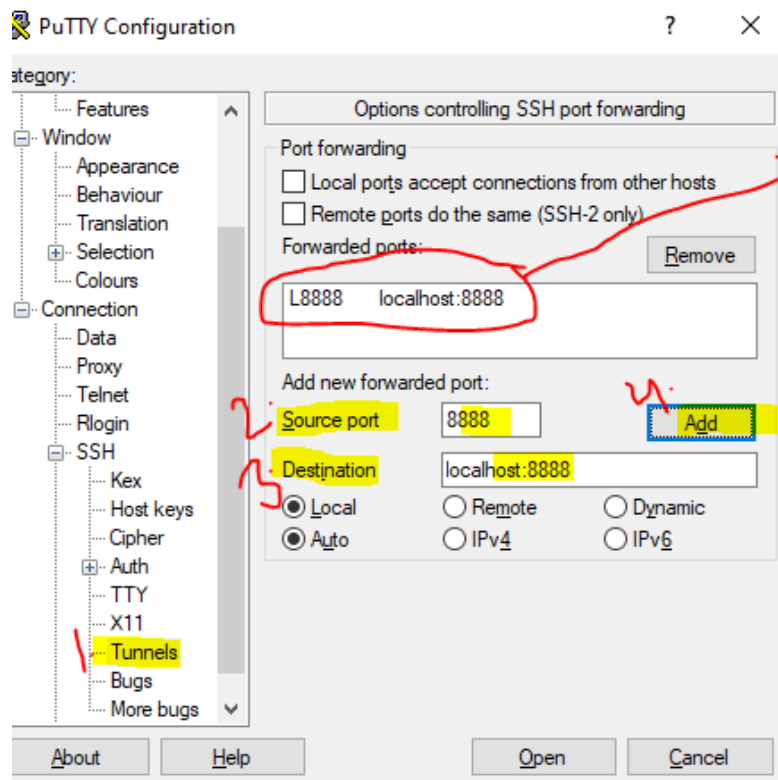 PuTTY Configuration
?
ategory:
Features
Window
Appearance
Behaviour
Translation
Selection
Colours
Connection
Data
Proxy
Telnet
Rlogin
SSH
Kex
Host keys
Cipher
Auth
TTY
X11
1. Tunnels
Bugs
More bugs
Options controlling SSH port forwarding
Port forwarding
Local ports accept connections from other hosts
Remote ports do the same (SSH-2 only)
Forwarded ports:
Remove
L8888 localhost:8888
Add new forwarded port:
2. Source port 8888
4. Add
3. Destination localhost:8888
Local Remote Dynamic
Auto IPv4 IPv6
About Help Open Cancel